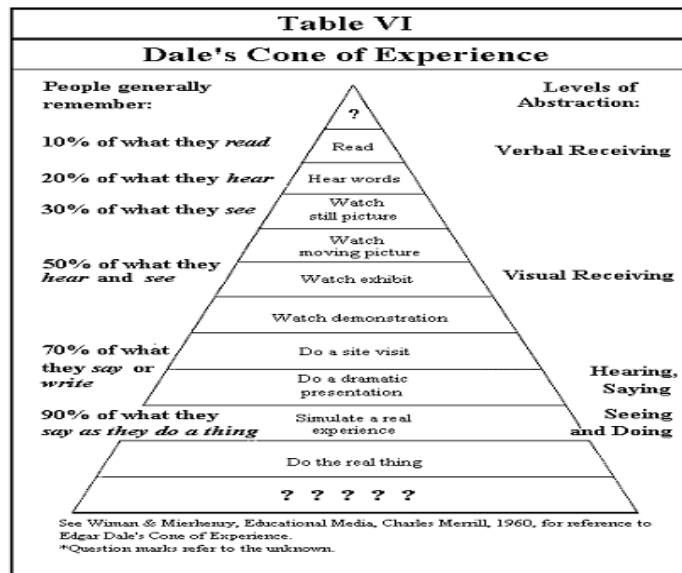 Table VI
Dale's Cone of Experience
People generally
remember:
Levels of
Abstraction:
?
10% of what they read
Read
Verbal Receiving
20% of what they hear
Hear words
30% of what they see
Watch
still picture
Watch
moving picture
50% of what they
hear and see
Watch exhibit
Visual Receiving
Watch demonstration
70% of what
they say or
write
Do a site visit
Do a dramatic
presentation
Hearing,
Saying
90% of what they
say as they do a thing
Simulate a real
experience
Seeing
and Doing
Do the real thing
? ? ? ? ?
See Wiman & Mierhenry, Educational Media, Charles Merrill, 1960, for reference to
Edgar Dale's Cone of Experience.
*Question marks refer to the unknown.